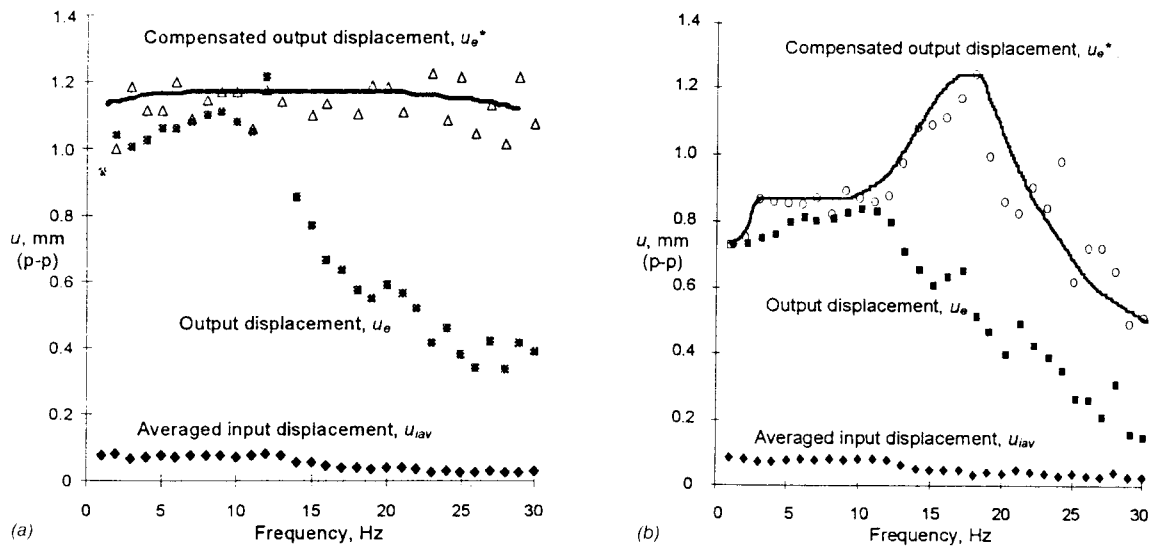 1.4
Compensated output displacement, ue*
1.2
1.0
0.8
u, mm
(p-p)
0.6
Output displacement, ue
0.4
0.2
Averaged input displacement, uiav
0
0 5 10 15 20 25 30
Frequency, Hz
(a)
1.4
Compensated output displacement, ue*
1.2
1.0
0.8
u, mm
(p-p)
0.6
Output displacement, ue
0.4
0.2
Averaged input displacement, uiav
0
0 5 10 15 20 25 30
Frequency, Hz
(b)